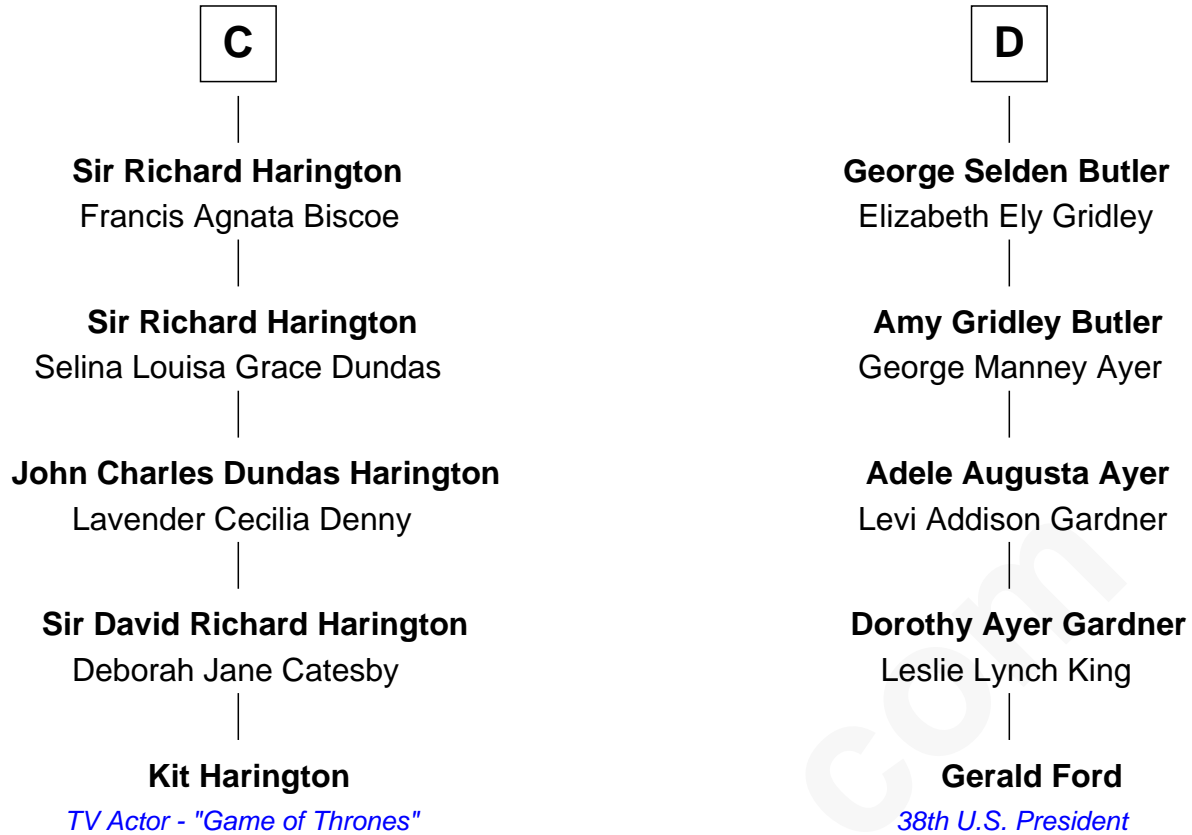 C
Sir Richard Harington
Francis Agnata Biscoe
Sir Richard Harington
Selina Louisa Grace Dundas
John Charles Dundas Harington
Lavender Cecilia Denny
Sir David Richard Harington
Deborah Jane Catesby
Kit Harington
TV Actor - "Game of Thrones"
D
George Selden Butler
Elizabeth Ely Gridley
Amy Gridley Butler
George Manney Ayer
Adele Augusta Ayer
Levi Addison Gardner
Dorothy Ayer Gardner
Leslie Lynch King
Gerald Ford
38th U.S. President
com